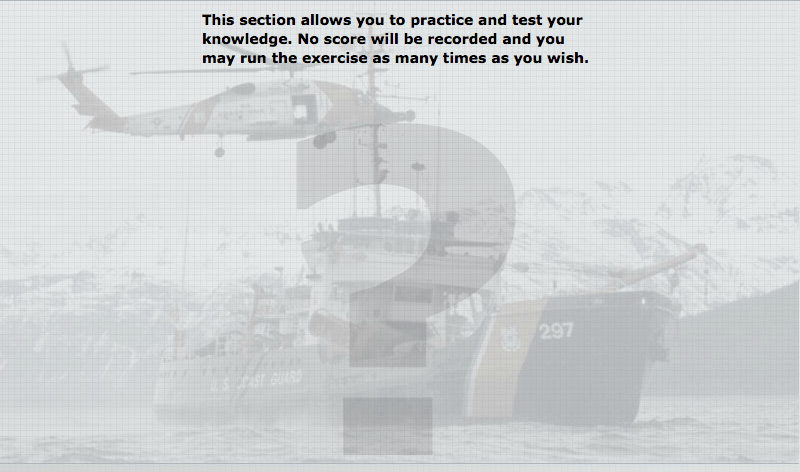 This section allows you to practice and test your
knowledge. No score will be recorded and you
may run the exercise as many times as you wish.
?
297
U.S. COAST GUARD